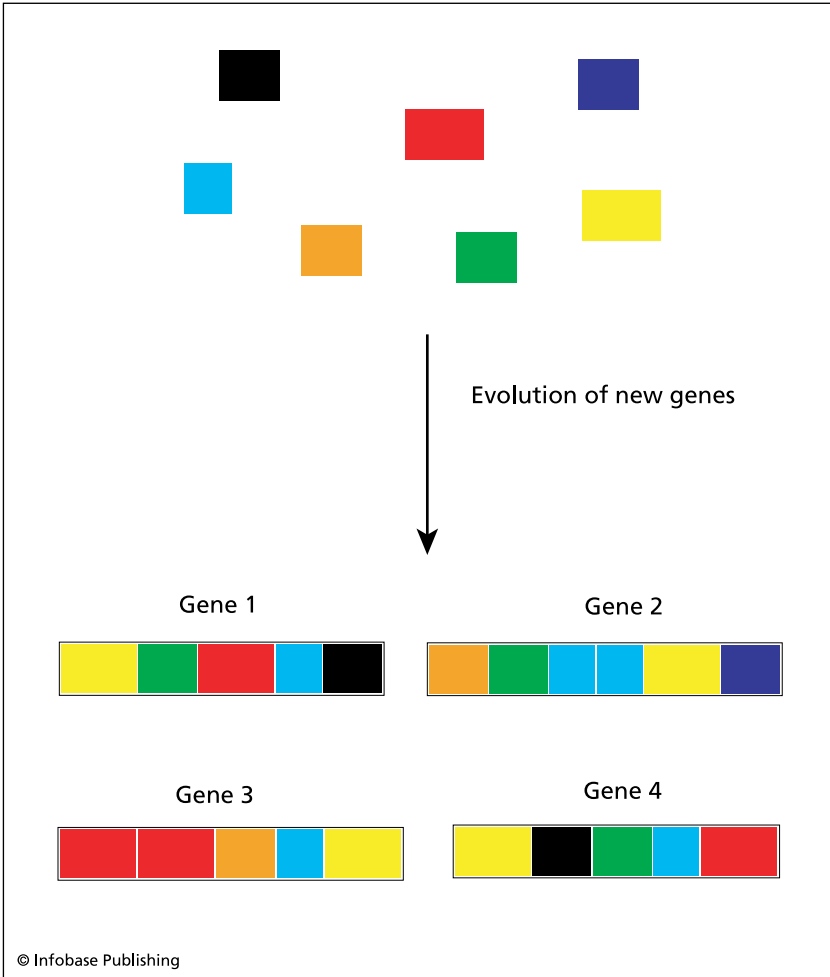 Evolution of new genes
Gene 1
Gene 2
Gene 3
Gene 4
© Infobase Publishing